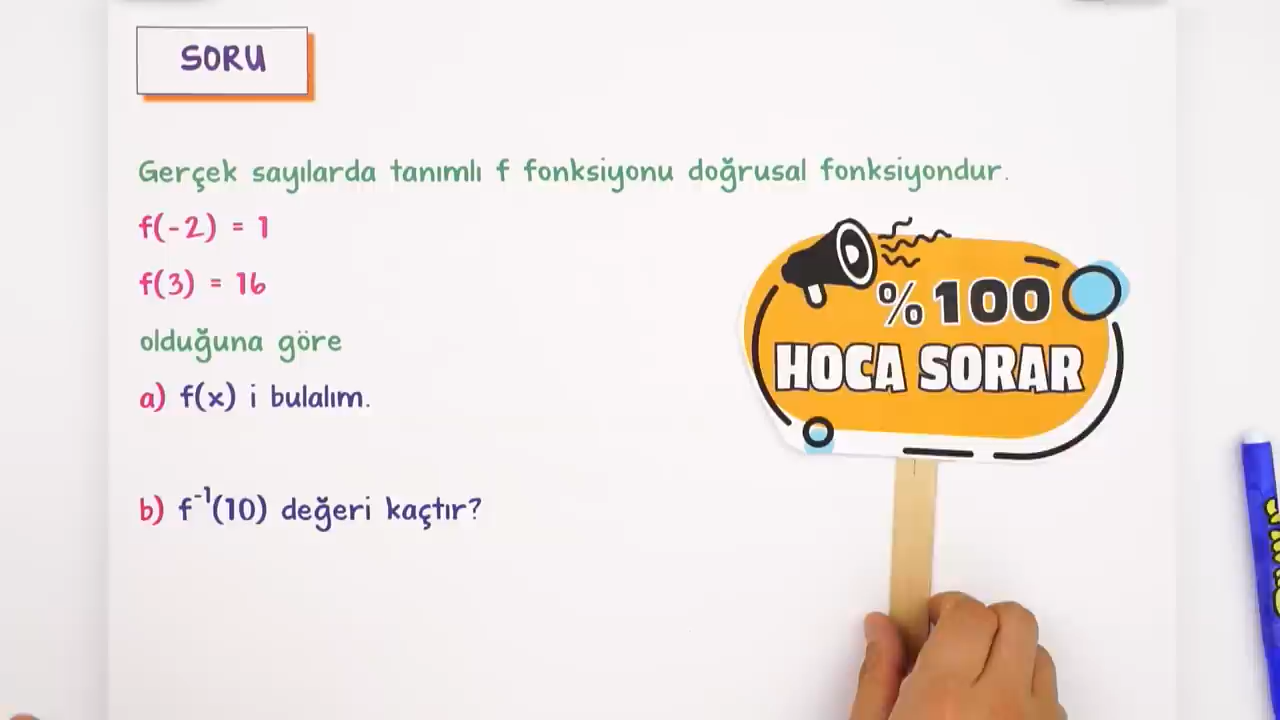 SORU
Gerçek sayılarda tanımlı f fonksiyonu doğrusal fonksiyondur.
f(-2) = 1
f(3) = 16
olduğuna göre
a) f(x) i bulalım.
b) f⁻¹(10) değeri kaçtır?
%100
HOCA SORAR